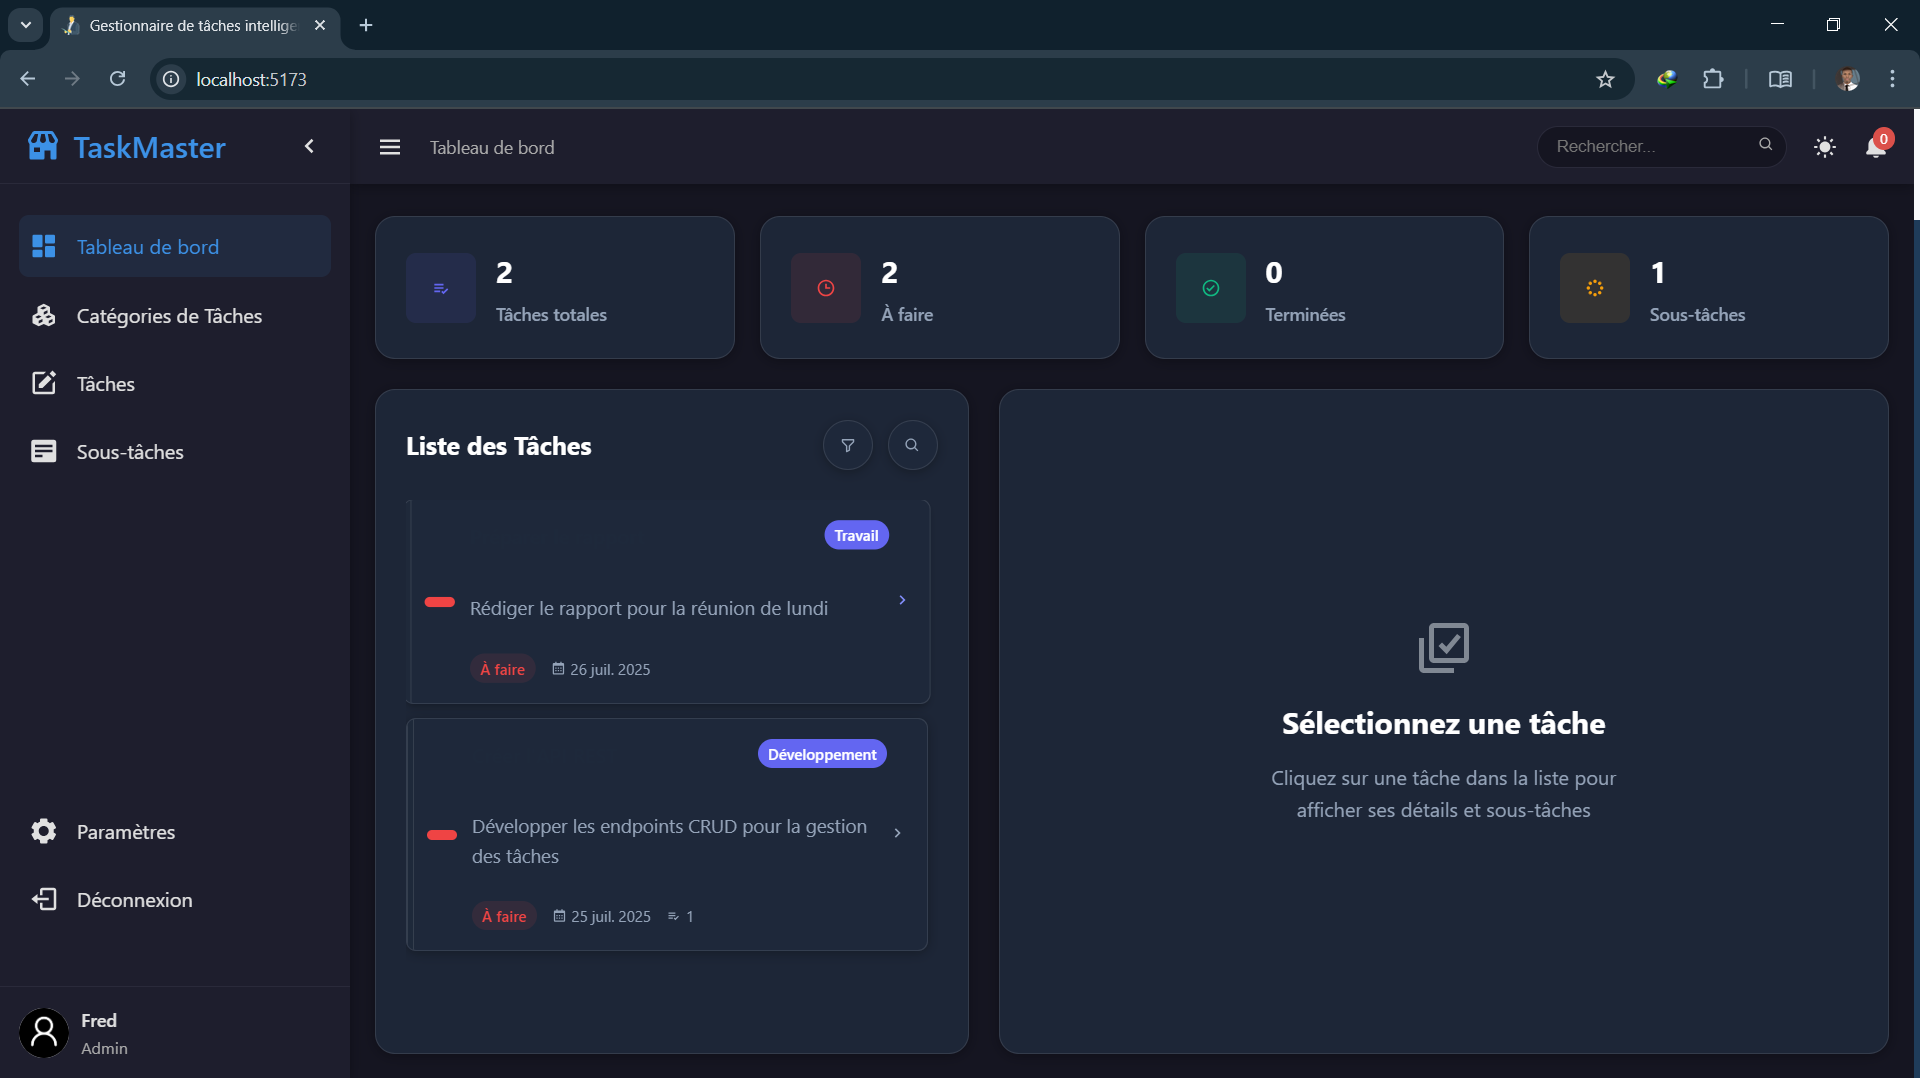 Gestionnaire de tâches intellige
localhost:5173
TaskMaster
Tableau de bord
Rechercher...
0
Tableau de bord
Catégories de Tâches
Tâches
Sous-tâches
Paramètres
Déconnexion
Fred
Admin
2
Tâches totales
2
À faire
0
Terminées
1
Sous-tâches
Liste des Tâches
Travail
Rédiger le rapport pour la réunion de lundi
À faire
26 juil. 2025
Développement
Développer les endpoints CRUD pour la gestion
des tâches
À faire
25 juil. 2025
1
Sélectionnez une tâche
Cliquez sur une tâche dans la liste pour
afficher ses détails et sous-tâches